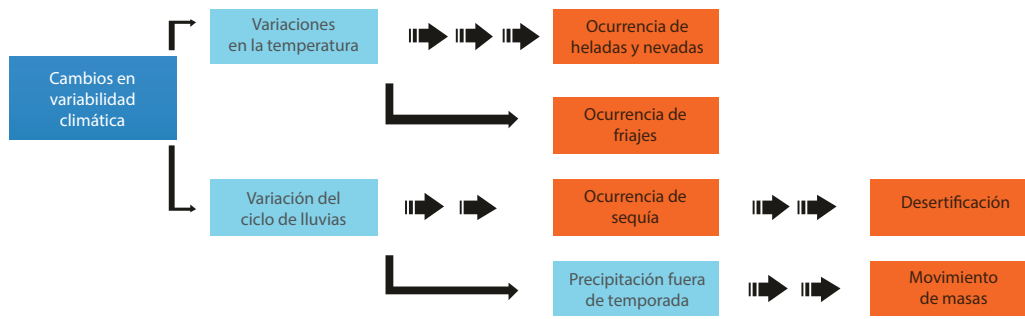 Cambios en
variabilidad
climática
Variaciones
en la temperatura
Ocurrencia de
heladas y nevadas
Ocurrencia de
friajes
Variación del
ciclo de lluvias
Ocurrencia de
sequía
Desertificación
Precipitación fuera
de temporada
Movimiento
de masas